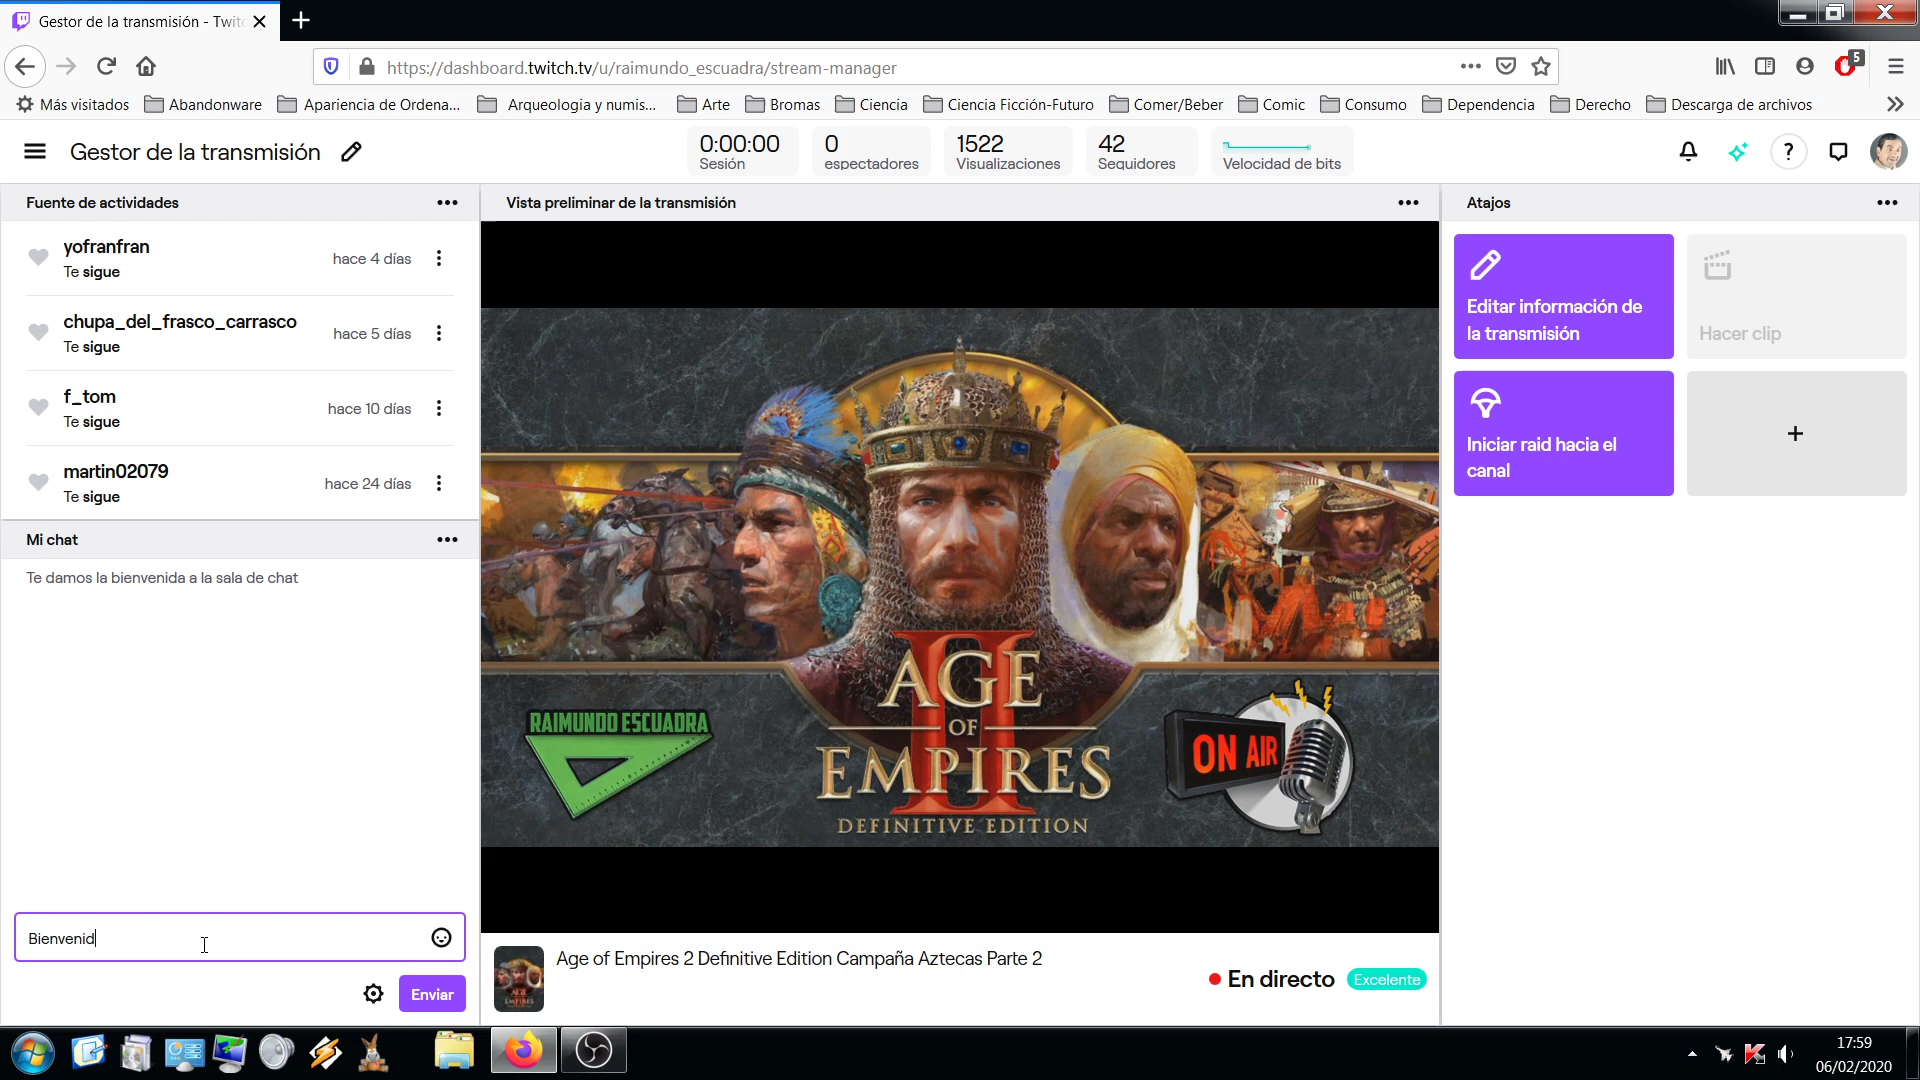 Gestor de la transmisión - Twitc
https://dashboard.twitch.tv/u/raimundo_escuadra/stream-manager
5
Más visitados
Abandonware
Apariencia de Ordena...
Arqueologia y numis...
Arte
Bromas
Ciencia
Ciencia Ficción-Futuro
Comer/Beber
Comic
Consumo
Dependencia
Derecho
Descarga de archivos
Gestor de la transmisión
0:00:00
Sesión
0
espectadores
1522
Visualizaciones
42
Seguidores
Velocidad de bits
?
Fuente de actividades
yofranfran
Te sigue
hace 4 días
chupa_del_frasco_carrasco
Te sigue
hace 5 días
f_tom
Te sigue
hace 10 días
martin02079
Te sigue
hace 24 días
Mi chat
Te damos la bienvenida a la sala de chat
Bienvenid
Enviar
Vista preliminar de la transmisión
RAIMUNDO ESCUADRA
II
AGE
OF
EMPIRES
DEFINITIVE EDITION
ON AIR
Age of Empires 2 Definitive Edition Campaña Aztecas Parte 2
En directo
Excelente
Atajos
Editar información de
la transmisión
Hacer clip
Iniciar raid hacia el
canal
17:59
06/02/2020